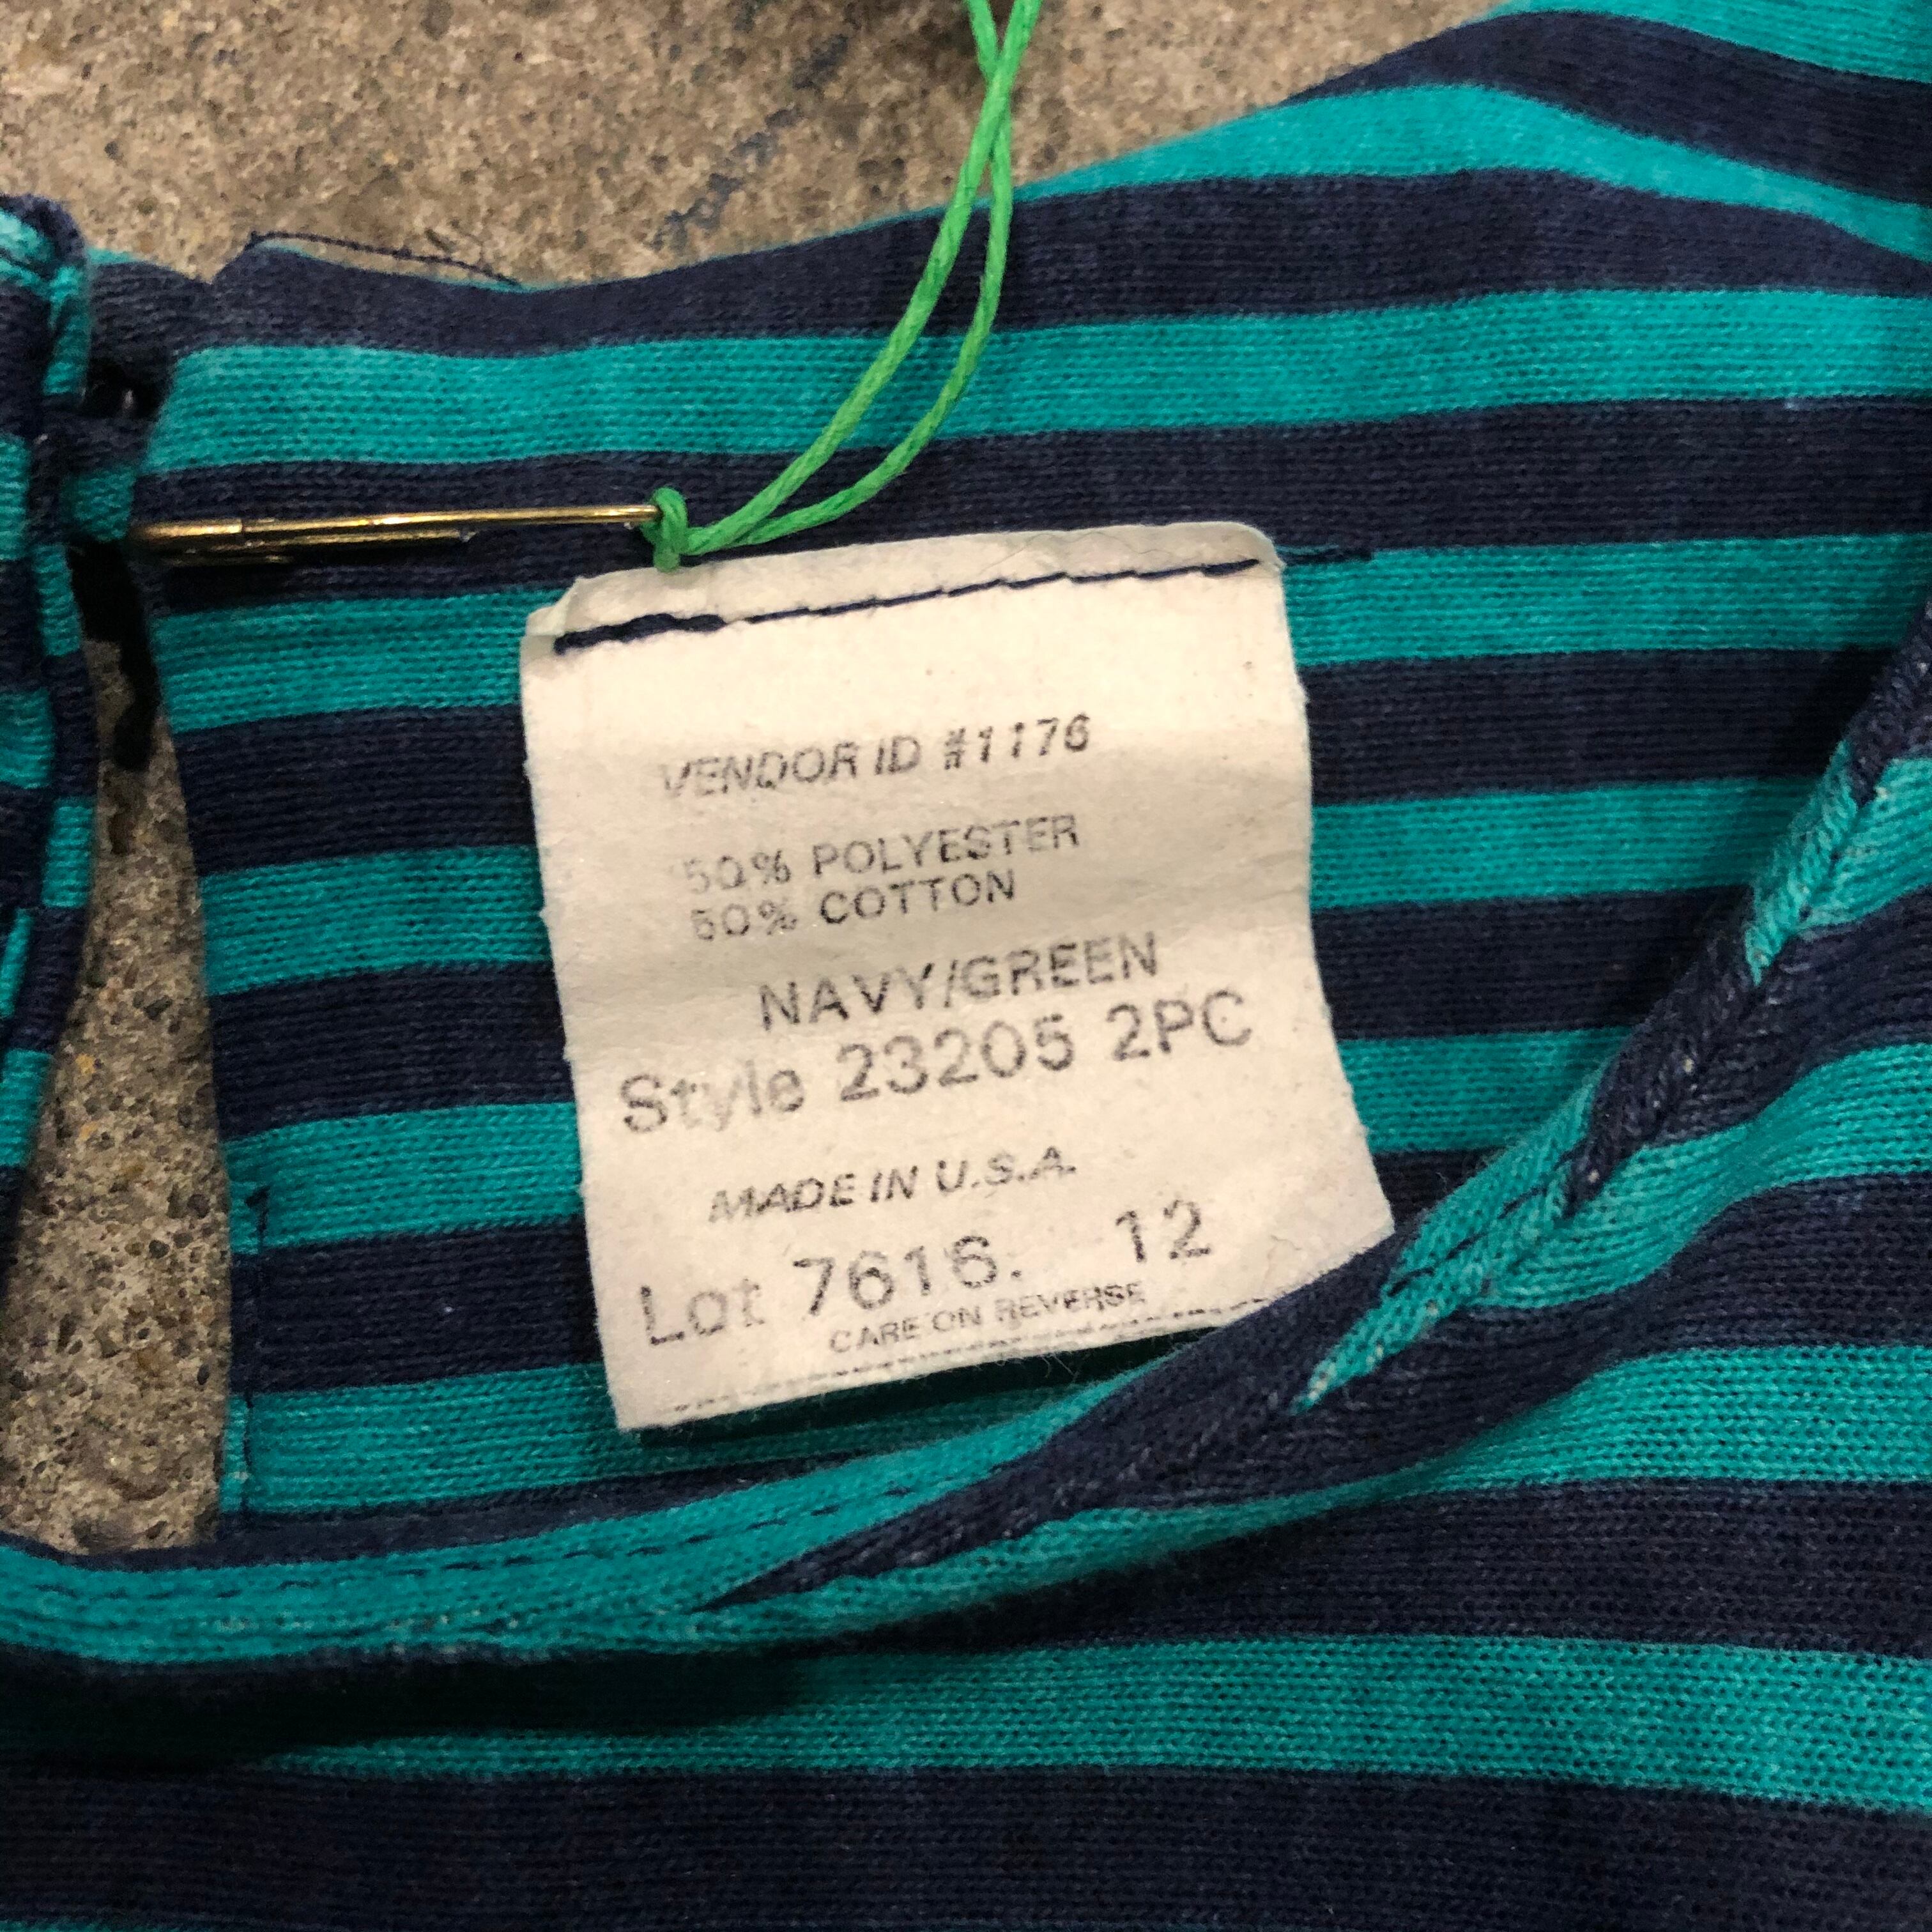 VENDOR ID #1176
50% POLYESTER
50% COTTON
NAVY/GREEN
Style 23205 2PC
MADE IN U.S.A.
Lot 7616. 12
CARE ON REVERSE